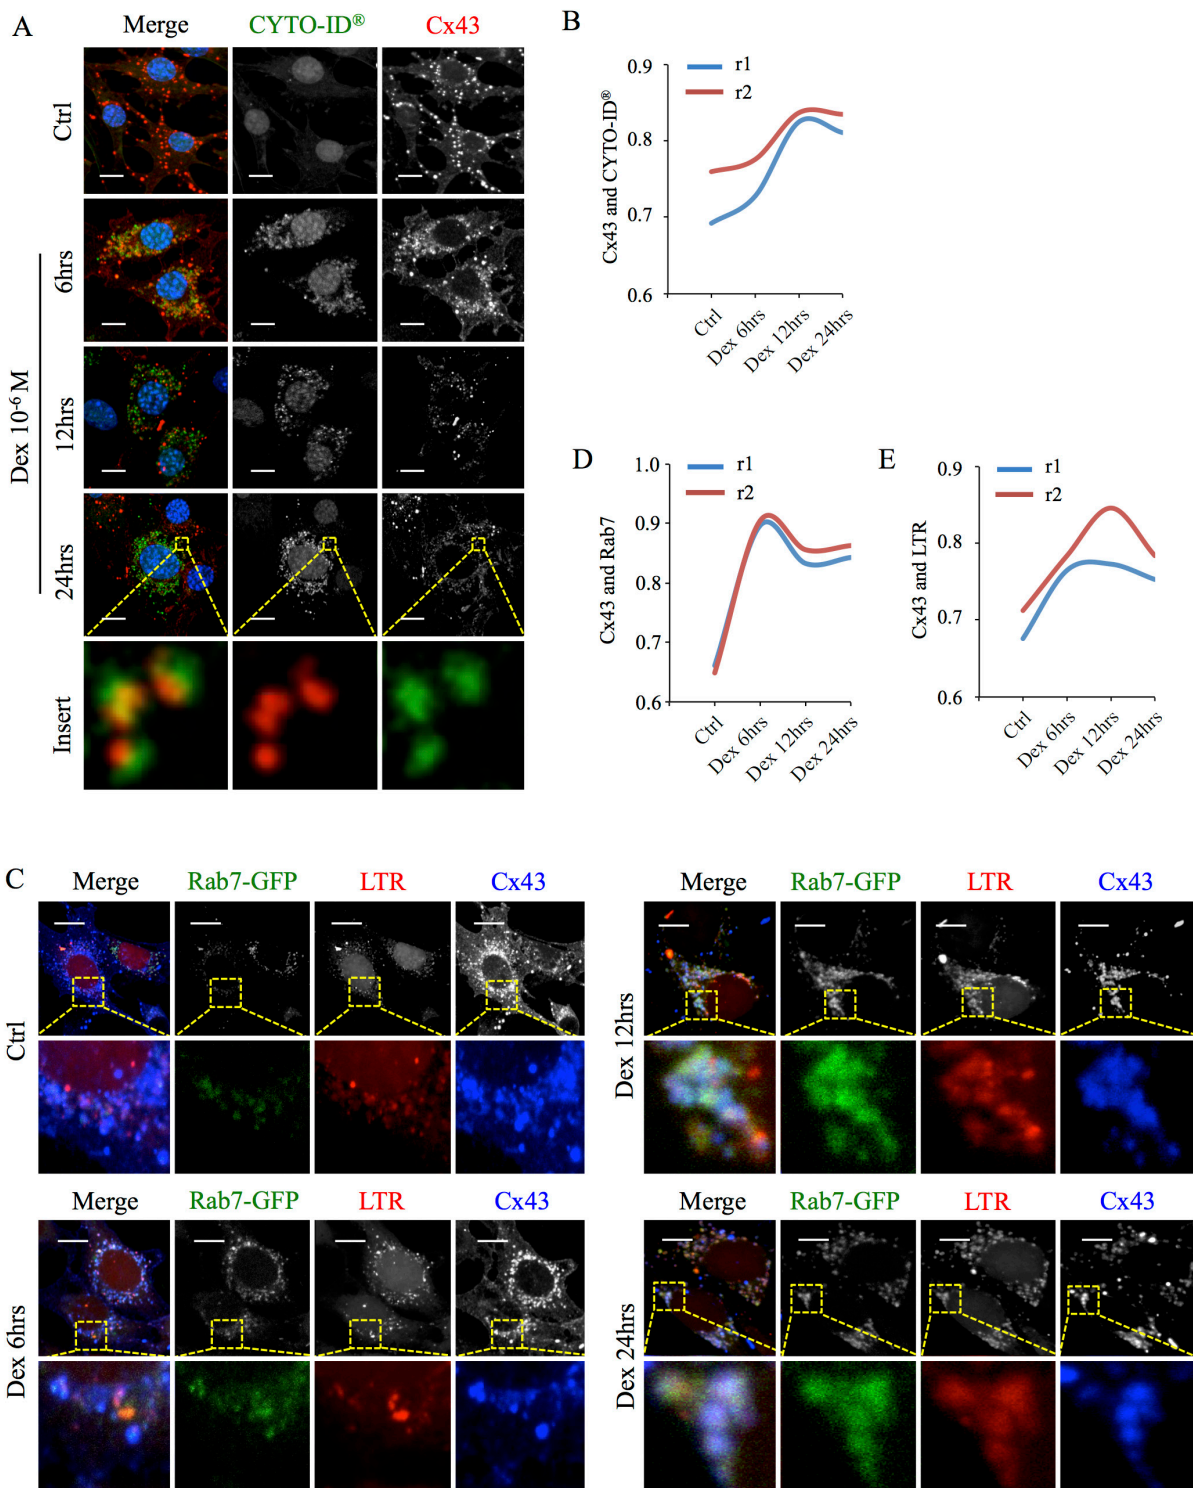 A
Merge CYTO-ID® Cx43
Ctrl
Dex 10⁻⁶ M
6hrs
12hrs
24hrs
Insert
B
Cx43 and CYTO-ID®
0.9
0.8
0.7
0.6
r1
r2
Ctrl
Dex 6hrs
Dex 12hrs
Dex 24hrs
D
Cx43 and Rab7
1.0
0.9
0.8
0.7
0.6
r1
r2
Ctrl
Dex 6hrs
Dex 12hrs
Dex 24hrs
E
Cx43 and LTR
0.9
0.8
0.7
0.6
r1
r2
Ctrl
Dex 6hrs
Dex 12hrs
Dex 24hrs
C
Merge Rab7-GFP LTR Cx43
Ctrl
Merge Rab7-GFP LTR Cx43
Dex 6hrs
Merge Rab7-GFP LTR Cx43
Dex 12hrs
Merge Rab7-GFP LTR Cx43
Dex 24hrs